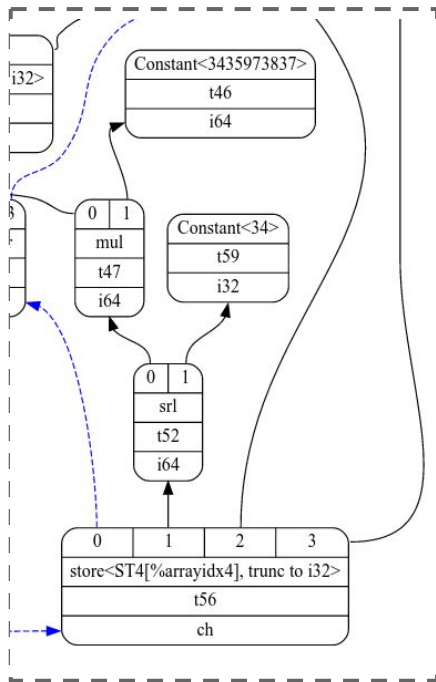 i32>
Constant<3435973837>
t46
i64
3
r
0 1
mul
t47
i64
Constant<34>
t59
i32
0 1
srl
t52
i64
0 1 2 3
store<ST4[%arrayidx4], trunc to i32>
t56
ch